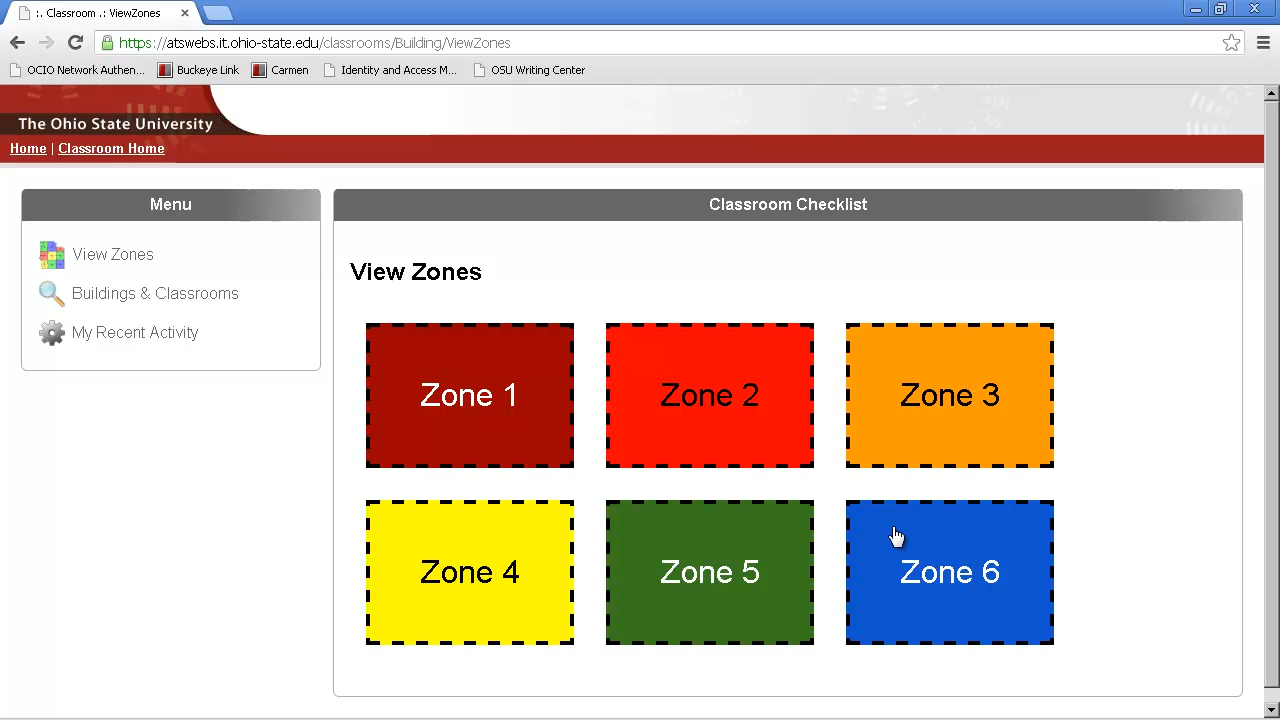 :. Classroom .: ViewZones
https://atswebs.it.ohio-state.edu/classrooms/Building/ViewZones
OCIO Network Authen... Buckeye Link Carmen Identity and Access M... OSU Writing Center
The Ohio State University
Home | Classroom Home
Menu
View Zones
Buildings & Classrooms
My Recent Activity
Classroom Checklist
View Zones
Zone 1 Zone 2 Zone 3
Zone 4 Zone 5 Zone 6